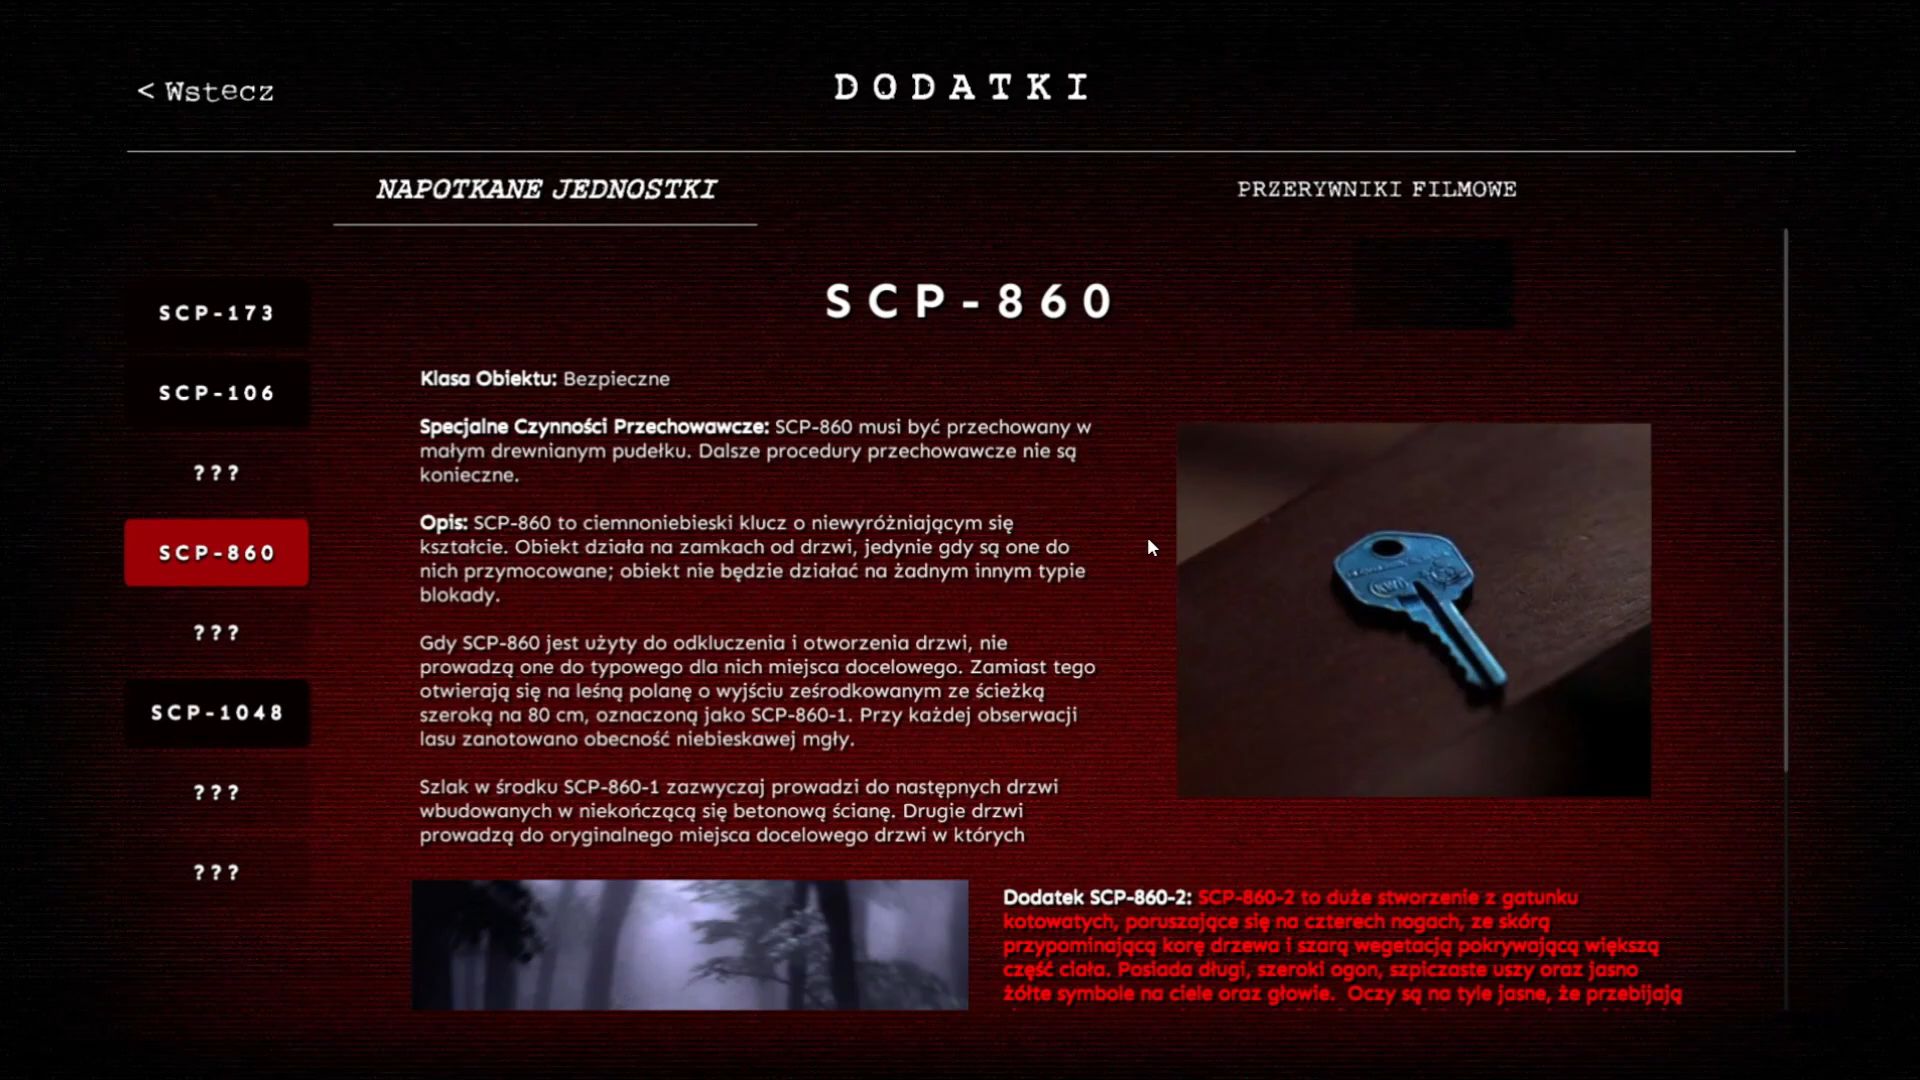 < Wstecz
DODATKI
NAPOTKANE JEDNOSTKI
PRZERYWNIKI FILMOWE
SCP-173
SCP-106
???
SCP-860
???
SCP-1048
???
???
SCP-860
Klasa Obiektu: Bezpieczne
Specjalne Czynności Przechowawcze: SCP-860 musi być przechowany w
małym drewnianym pudełku. Dalsze procedury przechowawcze nie są
konieczne.
Opis: SCP-860 to ciemnoniebieski klucz o niewyróżniającym się
kształcie. Obiekt działa na zamkach od drzwi, jedynie gdy są one do
nich przymocowane; obiekt nie będzie działać na żadnym innym typie
blokady.
Gdy SCP-860 jest użyty do odkluczenia i otworzenia drzwi, nie
prowadzą one do typowego dla nich miejsca docelowego. Zamiast tego
otwierają się na leśną polanę o wyjściu ześrodkowanym ze ścieżką
szeroką na 80 cm, oznaczoną jako SCP-860-1. Przy każdej obserwacji
lasu zanotowano obecność niebieskawej mgły.
Szlak w środku SCP-860-1 zazwyczaj prowadzi do następnych drzwi
wbudowanych w niekończącą się betonową ścianę. Drugie drzwi
prowadzą do oryginalnego miejsca docelowego drzwi w których
Dodatek SCP-860-2: SCP-860-2 to duże stworzenie z gatunku
kotowatych, poruszające się na czterech nogach, ze skórą
przypominającą korę drzewa i szarą wegetacją pokrywającą większą
część ciała. Posiada długi, szeroki ogon, szpiczaste uszy oraz jasno
żółte symbole na ciele oraz głowie. Oczy są na tyle jasne, że przebijają